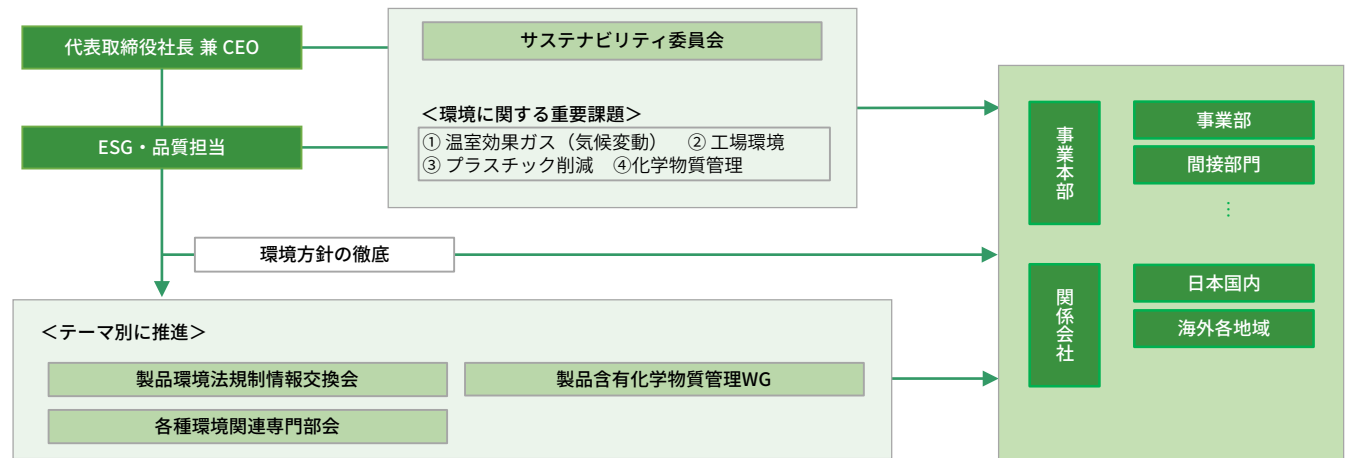 代表取締役社長 兼 CEO
ESG・品質担当
サステナビリティ委員会
＜環境に関する重要課題＞
① 温室効果ガス（気候変動）　② 工場環境
③ プラスチック削減　④化学物質管理
環境方針の徹底
＜テーマ別に推進＞
製品環境法規制情報交換会
製品含有化学物質管理WG
各種環境関連専門部会
事業本部
事業部
間接部門
⋮
関係会社
日本国内
海外各地域